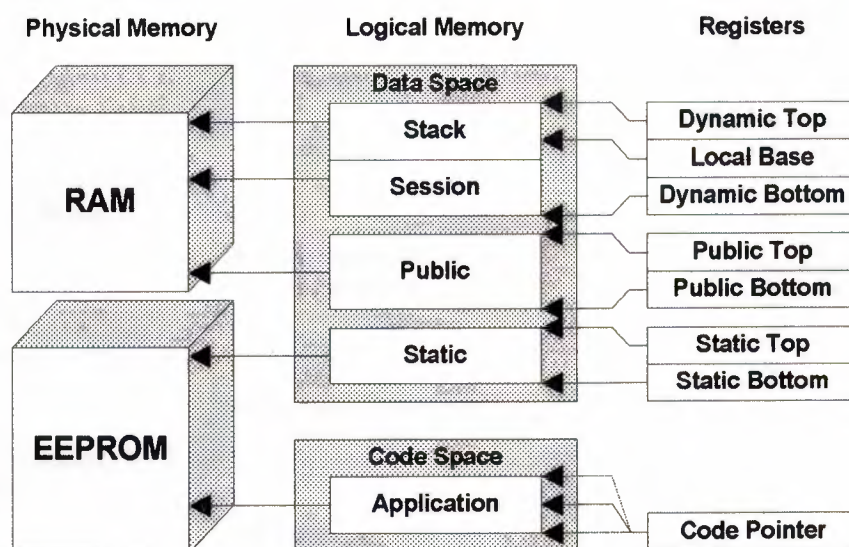 Physical Memory
Logical Memory
Registers
Data Space
Stack
Session
Public
Static
RAM
EEPROM
Code Space
Application
Dynamic Top
Local Base
Dynamic Bottom
Public Top
Public Bottom
Static Top
Static Bottom
Code Pointer